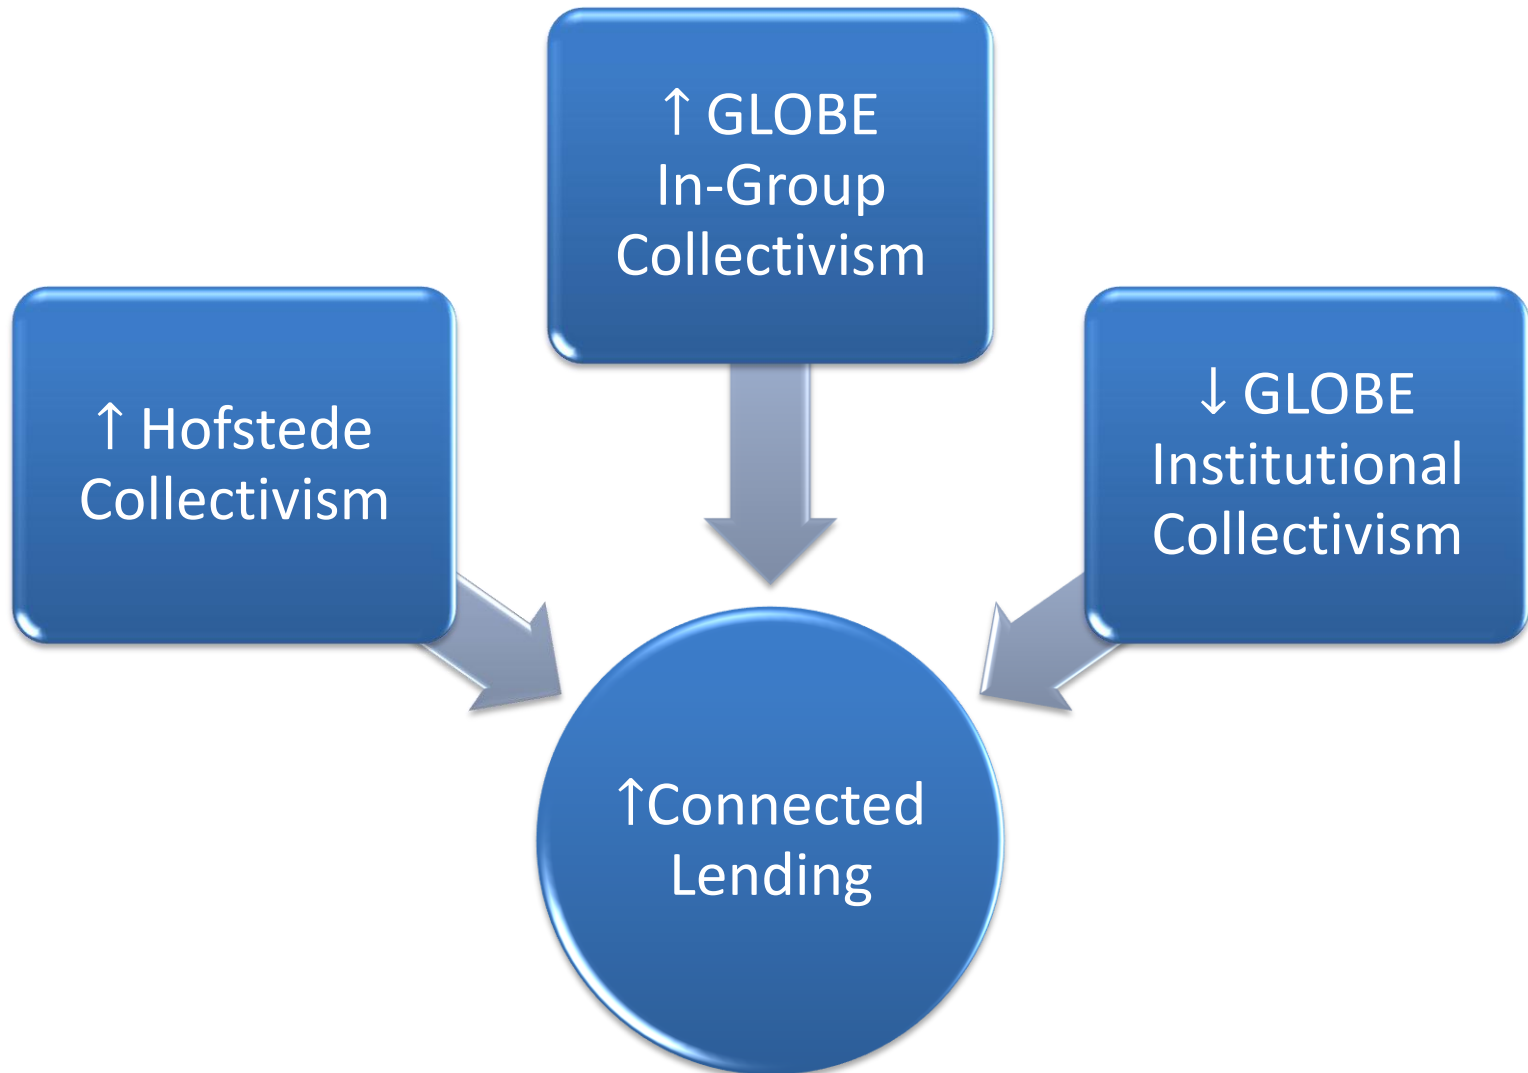 ↑ GLOBE
In-Group
Collectivism
↑ Hofstede
Collectivism
↓ GLOBE
Institutional
Collectivism
↑Connected
Lending